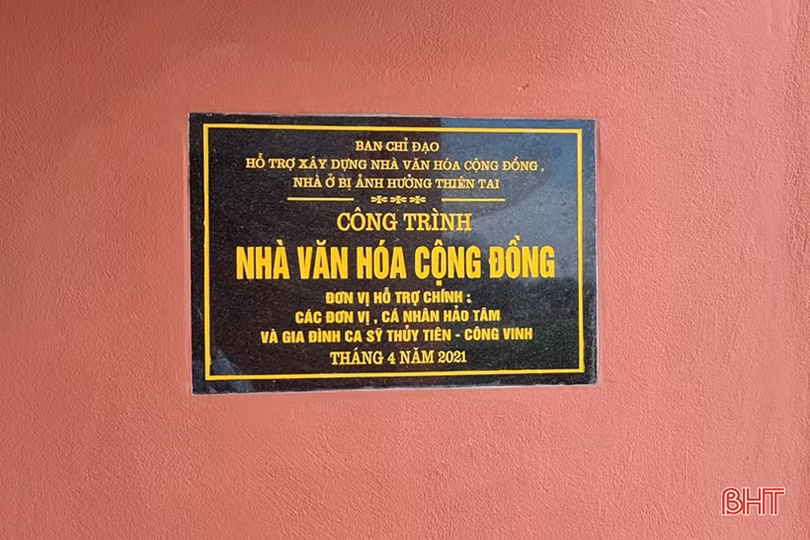 BAN CHỈ ĐẠO
HỖ TRỢ XÂY DỰNG NHÀ VĂN HÓA CỘNG ĐỒNG ,
NHÀ Ở BỊ ẢNH HƯỞNG THIÊN TAI
CÔNG TRÌNH
NHÀ VĂN HÓA CỘNG ĐỒNG
ĐƠN VỊ HỖ TRỢ CHÍNH :
CÁC ĐƠN VỊ , CÁ NHÂN HẢO TÂM
VÀ GIA ĐÌNH CA SỸ THỦY TIÊN - CÔNG VINH
THÁNG 4 NĂM 2021
BHT